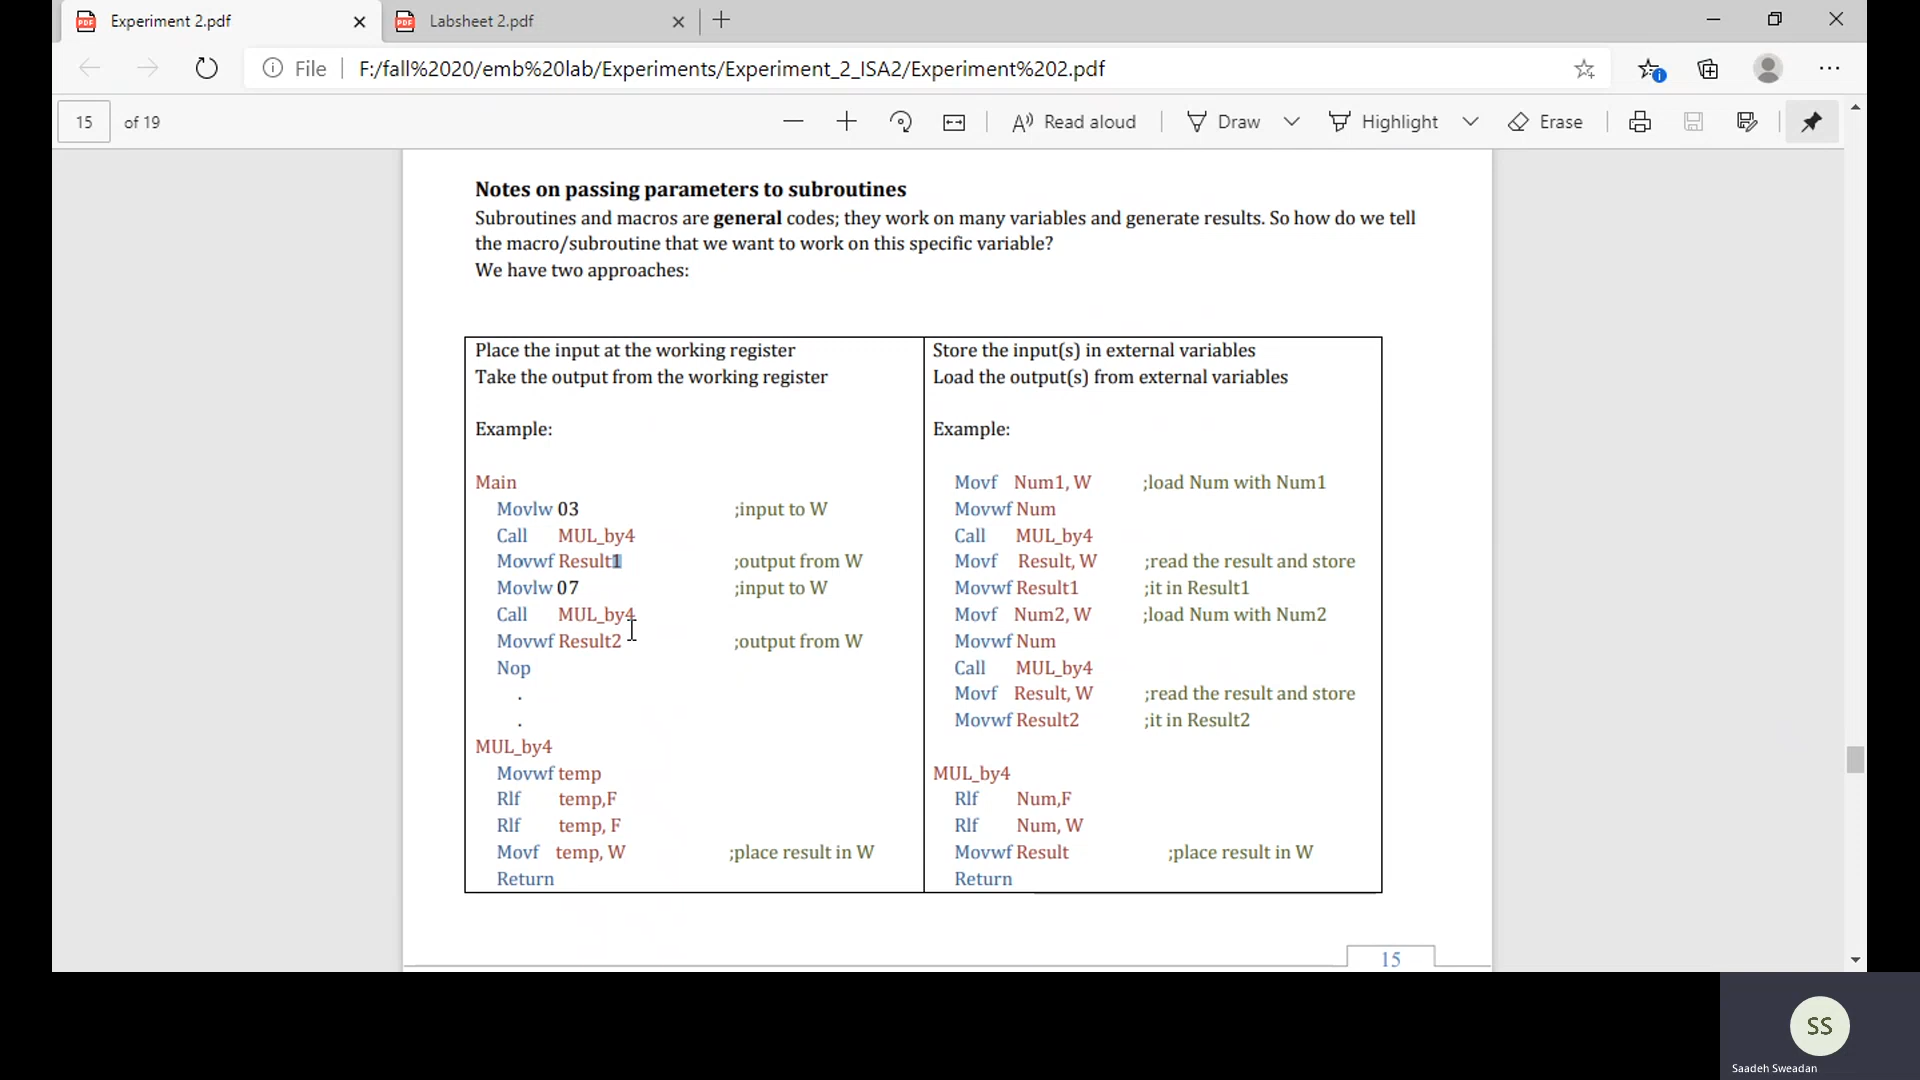 Experiment 2.pdf
Labsheet 2.pdf
File
F:/fall%2020/emb%20lab/Experiments/Experiment_2_ISA2/Experiment%202.pdf
15 of 19
Read aloud
Draw
Highlight
Erase
Notes on passing parameters to subroutines
Subroutines and macros are general codes; they work on many variables and generate results. So how do we tell
the macro/subroutine that we want to work on this specific variable?
We have two approaches:
Place the input at the working register
Take the output from the working register
Example:
Main
Movlw 03 ;input to W
Call MUL_by4
Movwf Result1 ;output from W
Movlw 07 ;input to W
Call MUL_by4
Movwf Result2 ;output from W
Nop
.
.
MUL_by4
Movwf temp
Rlf temp,F
Rlf temp, F
Movf temp, W ;place result in W
Return
Store the input(s) in external variables
Load the output(s) from external variables
Example:
Movf Num1, W ;load Num with Num1
Movwf Num
Call MUL_by4
Movf Result, W ;read the result and store
Movwf Result1 ;it in Result1
Movf Num2, W ;load Num with Num2
Movwf Num
Call MUL_by4
Movf Result, W ;read the result and store
Movwf Result2 ;it in Result2
MUL_by4
Rlf Num,F
Rlf Num, W
Movwf Result ;place result in W
Return
15
SS
Saadeh Sweadan